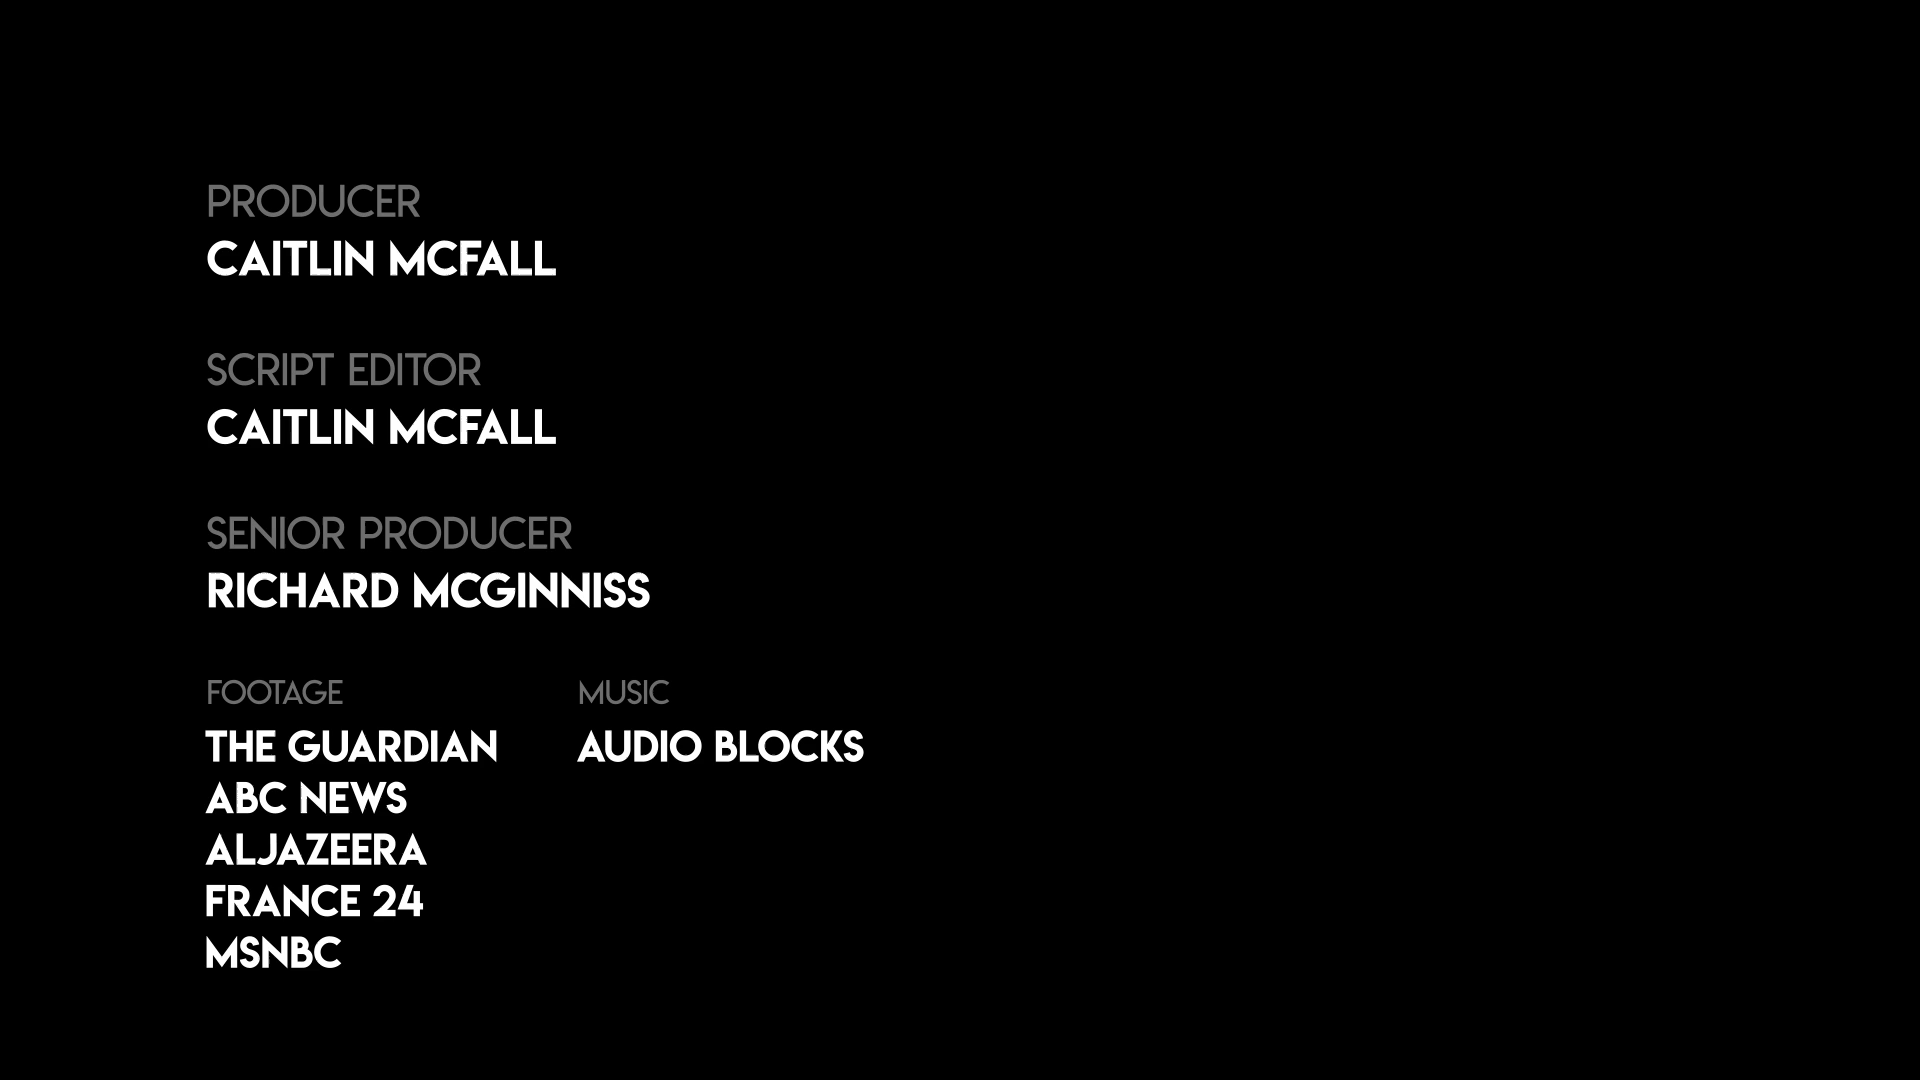 PRODUCER
CAITLIN MCFALL
SCRIPT EDITOR
CAITLIN MCFALL
SENIOR PRODUCER
RICHARD MCGINNISS
FOOTAGE
THE GUARDIAN
ABC NEWS
ALJAZEERA
FRANCE 24
MSNBC
MUSIC
AUDIO BLOCKS